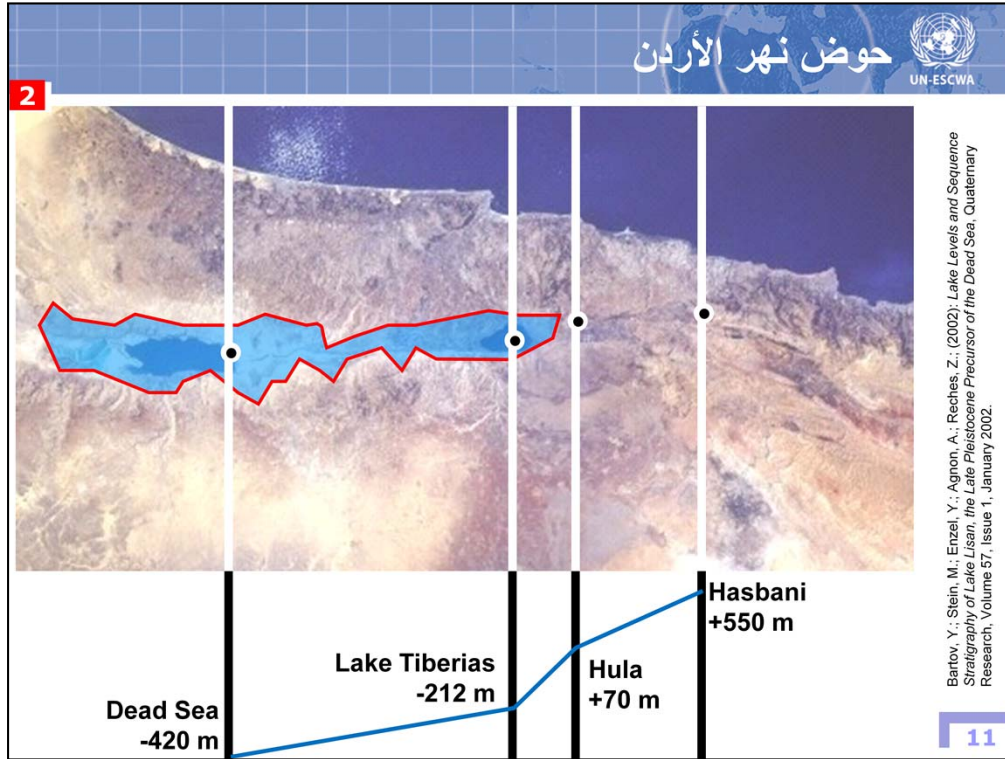 حوض نهر الأردن
UN-ESCWA
2
Hasbani
+550 m
Hula
+70 m
Lake Tiberias
-212 m
Dead Sea
-420 m
Bartov, Y.; Stein, M.; Enzel, Y.; Agnon, A.; Reches, Z.; (2002): Lake Levels and Sequence
Stratigraphy of Lake Lisan, the Late Pleistocene Precursor of the Dead Sea, Quaternary
Research, Volume 57, Issue 1, January 2002.
11